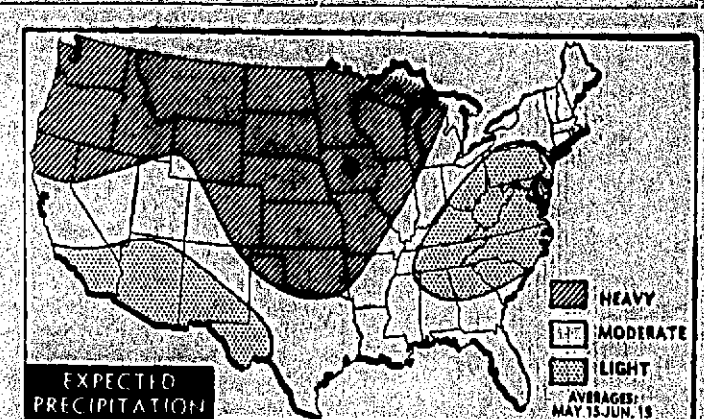 HEAVY
MODERATE
LIGHT
AVERAGES:
MAY 15-JUN. 15
EXPECTED
PRECIPITATION